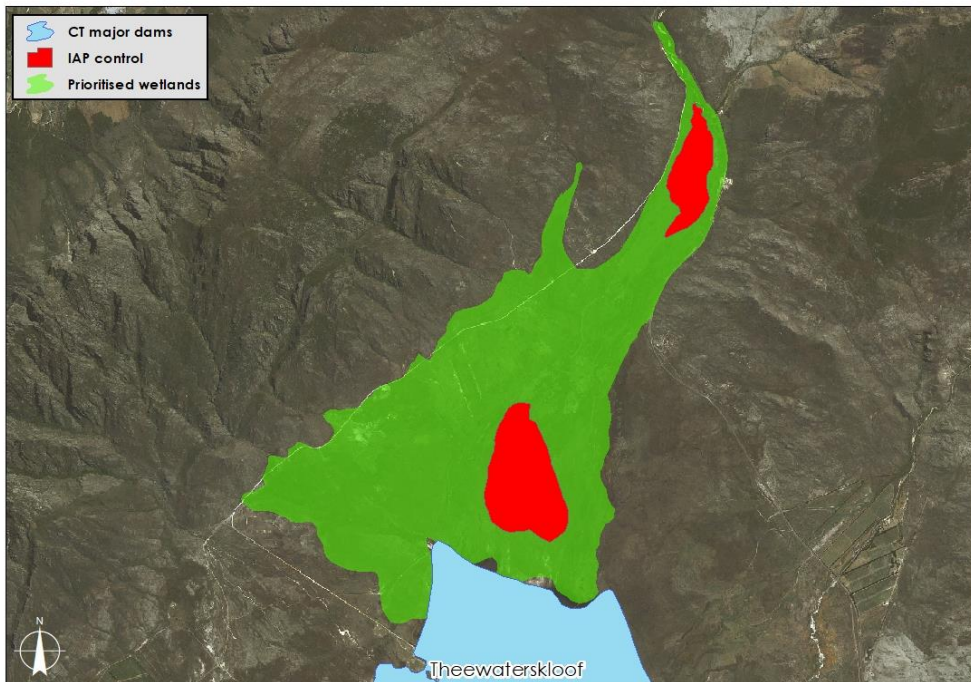 CT major dams
IAP control
Prioritised wetlands
N
Theewaterskloof